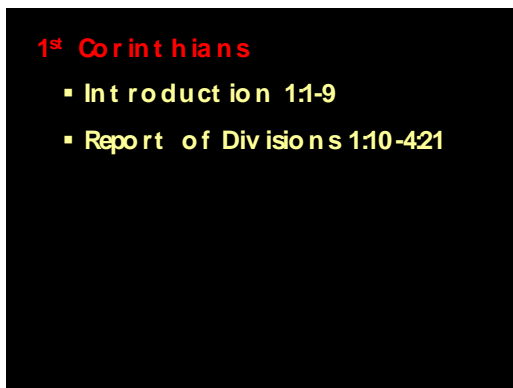 1st Corinthians
▪ Introduction 1:1-9
▪ Report of Divisions 1:10-4:21